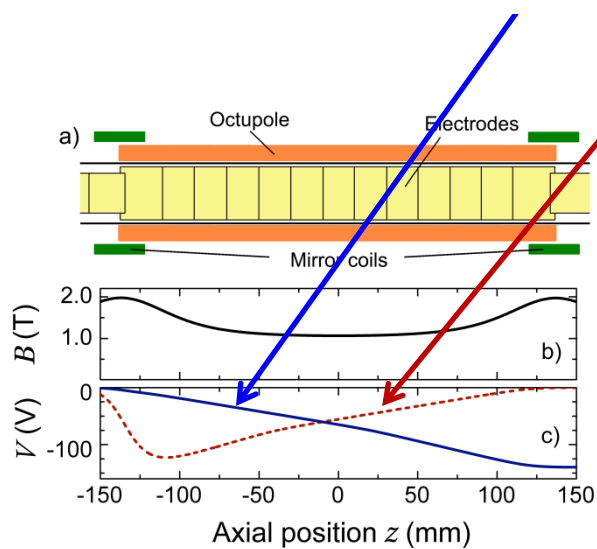 a)
Octupole
Electrodes
Mirror coils
B (T)
2.0
1.0
b)
V (V)
0
-100
c)
-150 -100 -50 0 50 100 150
Axial position z (mm)